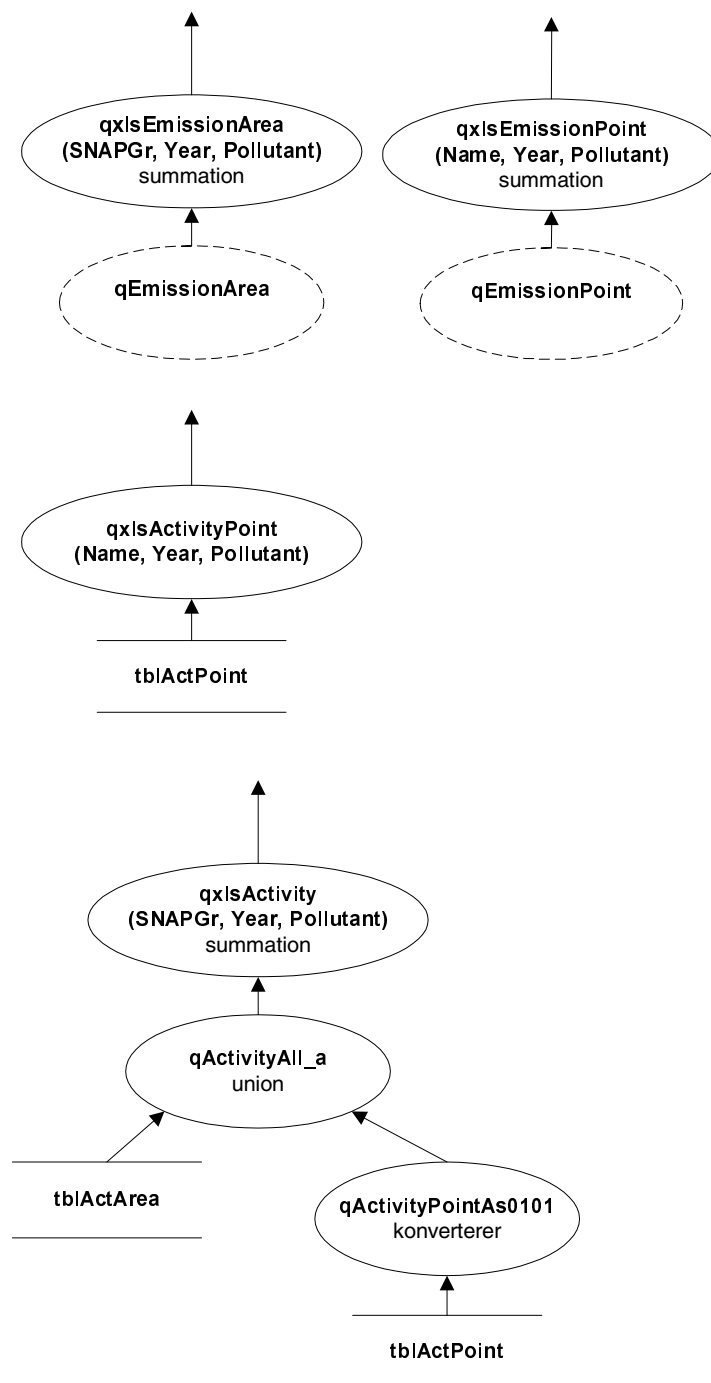 qxlsEmissionArea
(SNAPGr, Year, Pollutant)
summation
qxlsEmissionPoint
(Name, Year, Pollutant)
summation
qEmissionArea
qEmissionPoint
qxlsActivityPoint
(Name, Year, Pollutant)
tblActPoint
qxlsActivity
(SNAPGr, Year, Pollutant)
summation
qActivityAll_a
union
tblActArea
qActivityPointAs0101
konverterer
tblActPoint